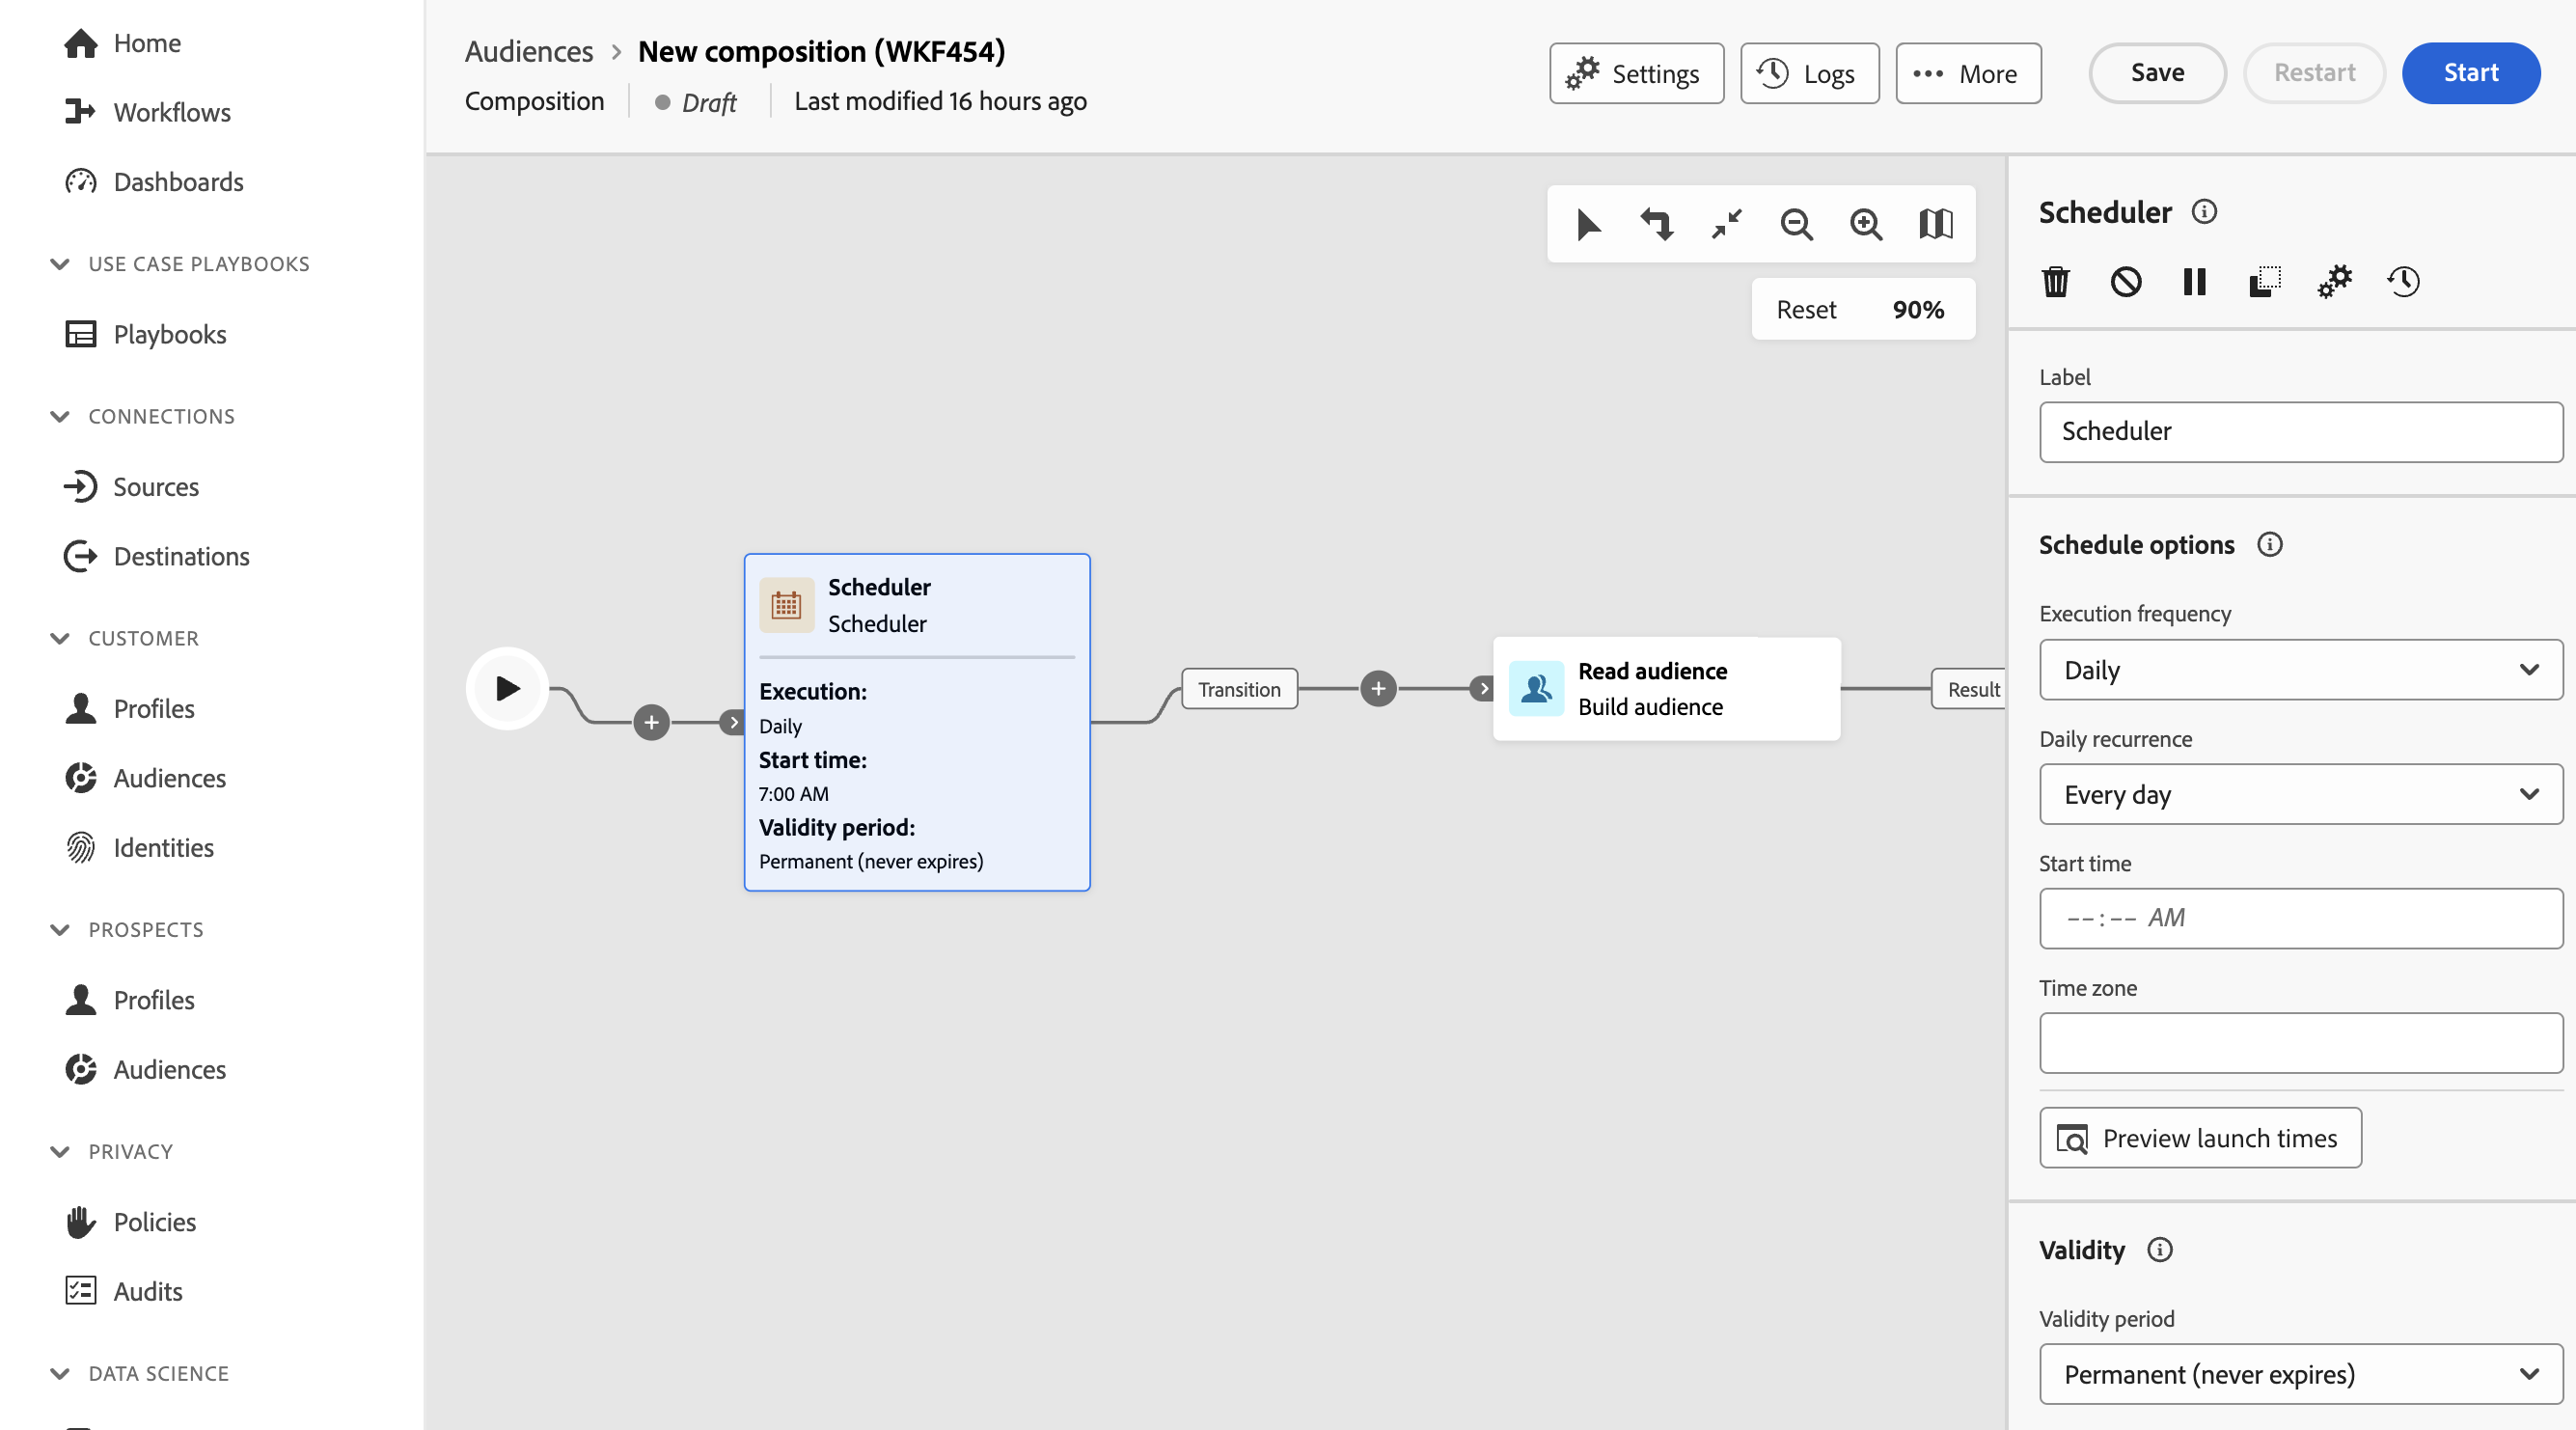 Home
Workflows
Dashboards
USE CASE PLAYBOOKS
Playbooks
CONNECTIONS
Sources
Destinations
CUSTOMER
Profiles
Audiences
Identities
PROSPECTS
Profiles
Audiences
PRIVACY
Policies
Audits
DATA SCIENCE
Audiences > New composition (WKF454)
Composition Draft Last modified 16 hours ago
Settings
Logs
More
Save
Restart
Start
Reset 90%
Scheduler
Scheduler
Execution:
Daily
Start time:
7:00 AM
Validity period:
Permanent (never expires)
Transition
Read audience
Build audience
Result
Scheduler
Label
Scheduler
Schedule options
Execution frequency
Daily
Daily recurrence
Every day
Start time
--:-- AM
Time zone
Preview launch times
Validity
Validity period
Permanent (never expires)